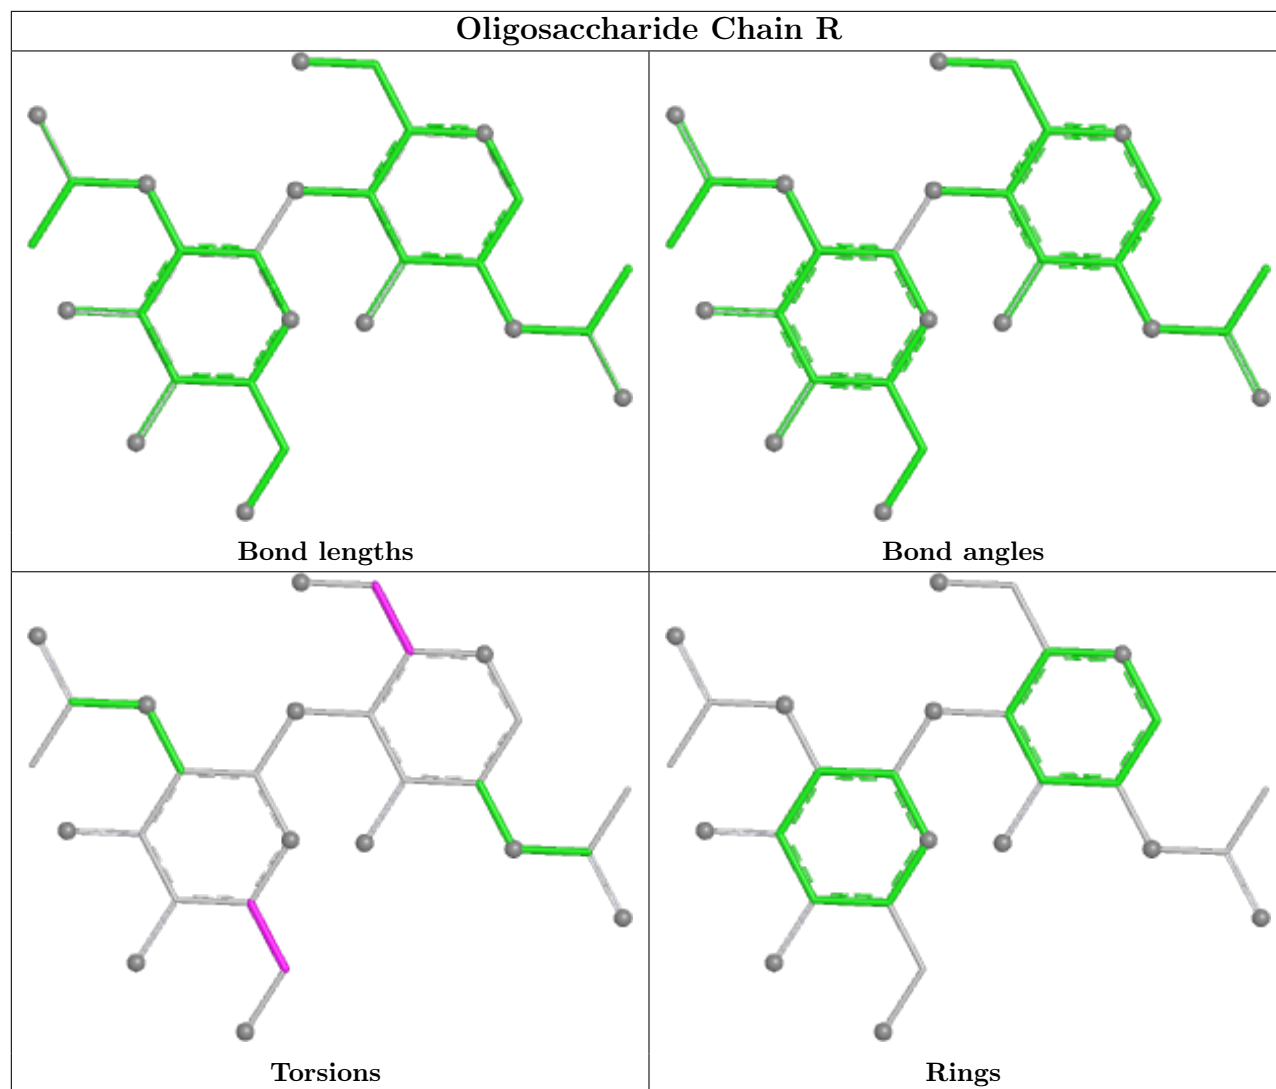 Oligosaccharide Chain R
Bond lengths
Bond angles
Torsions
Rings